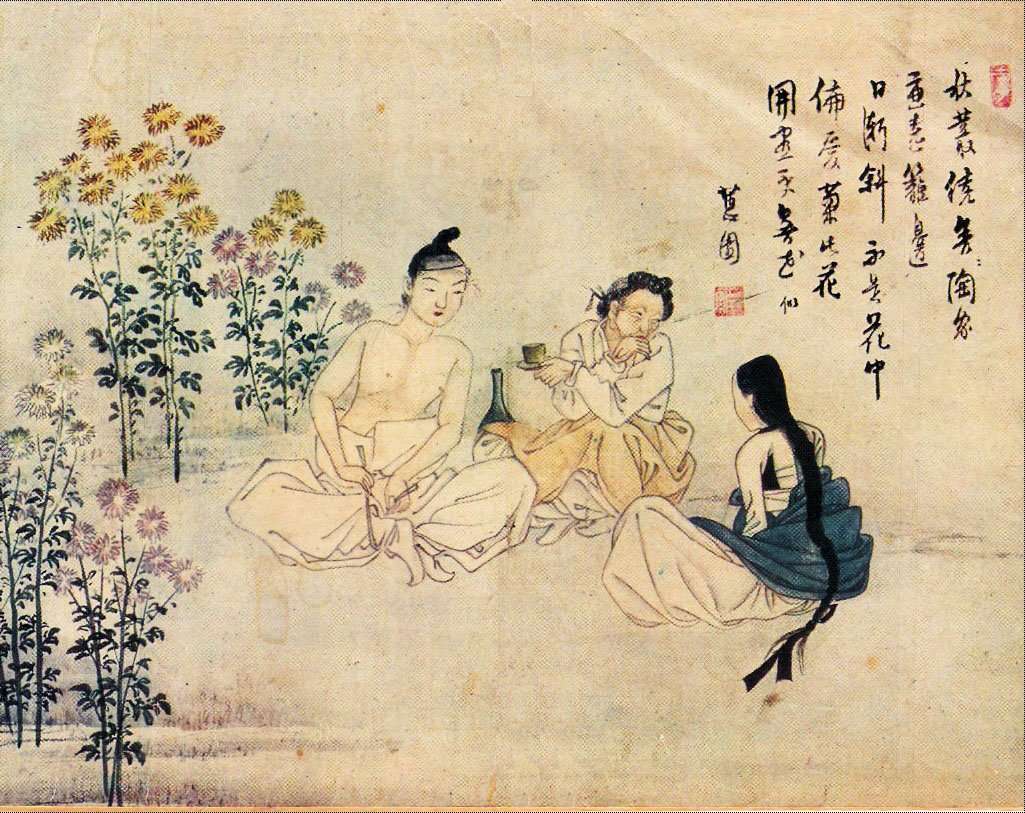 秋叢繞舍陶家
遍繞籬邊
日漸斜不是花中
偏愛菊此花
開盡更無花似
蕙園